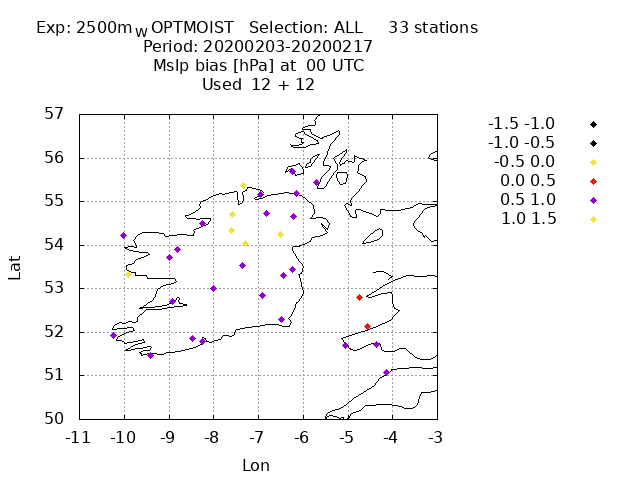 Exp: 2500m_W OPTMOIST Selection: ALL 33 stations
Period: 20200203-20200217
Mslp bias [hPa] at 00 UTC
Used 12 + 12
-1.5 -1.0
-1.0 -0.5
-0.5 0.0
0.0 0.5
0.5 1.0
1.0 1.5
57
56
55
54
53
52
51
50
Lat
-11 -10 -9 -8 -7 -6 -5 -4 -3
Lon